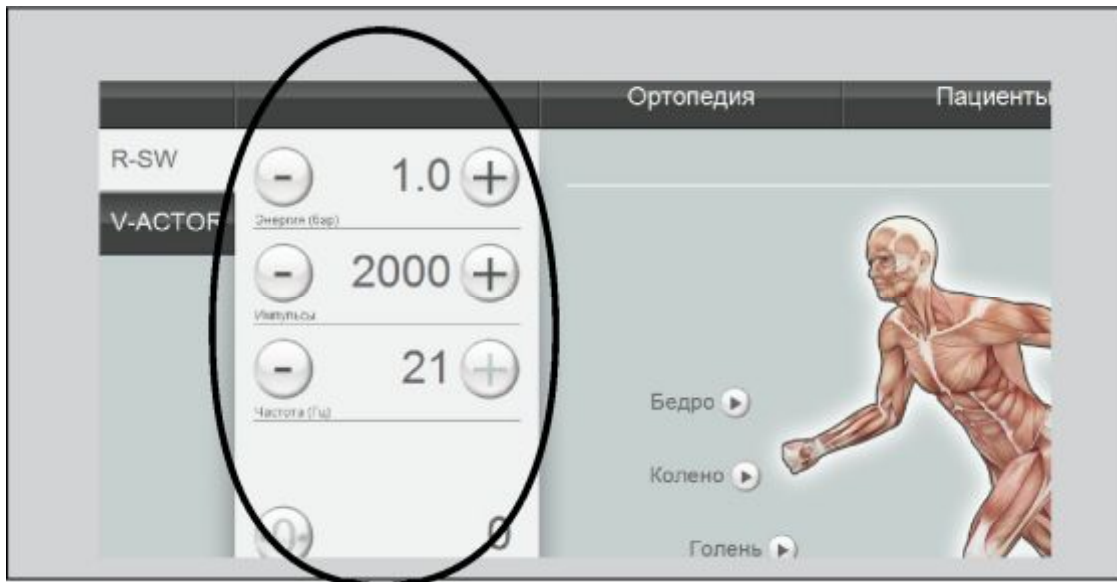 Ортопедия Пациенты
R-SW
- 1.0 +
V-ACTOR
Энергия (бар)
- 2000 +
Импульсы
- 21 +
Частота (Гц)
Бедро
Колено
0
Голень